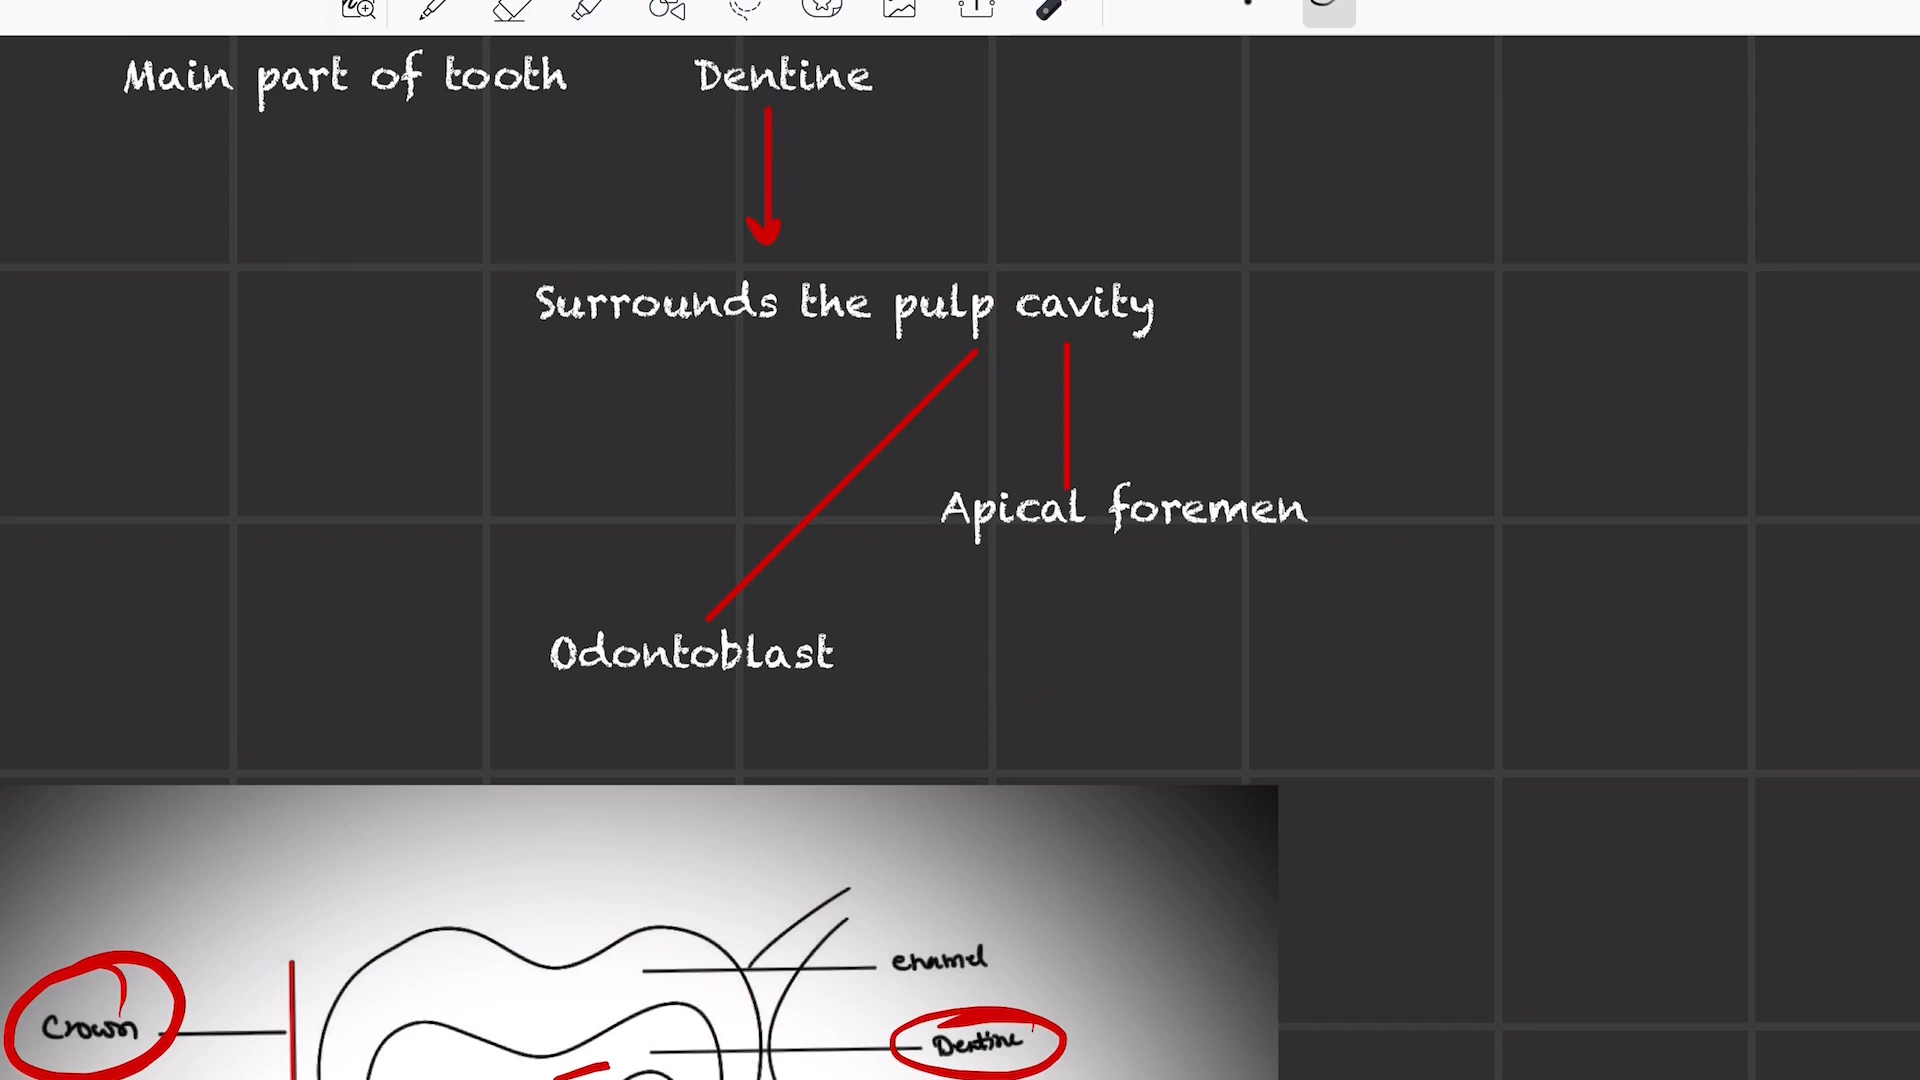 Main part of tooth Dentine
Surrounds the pulp cavity
Apical foremen
Odontoblast
enamel
Crown
Dentine